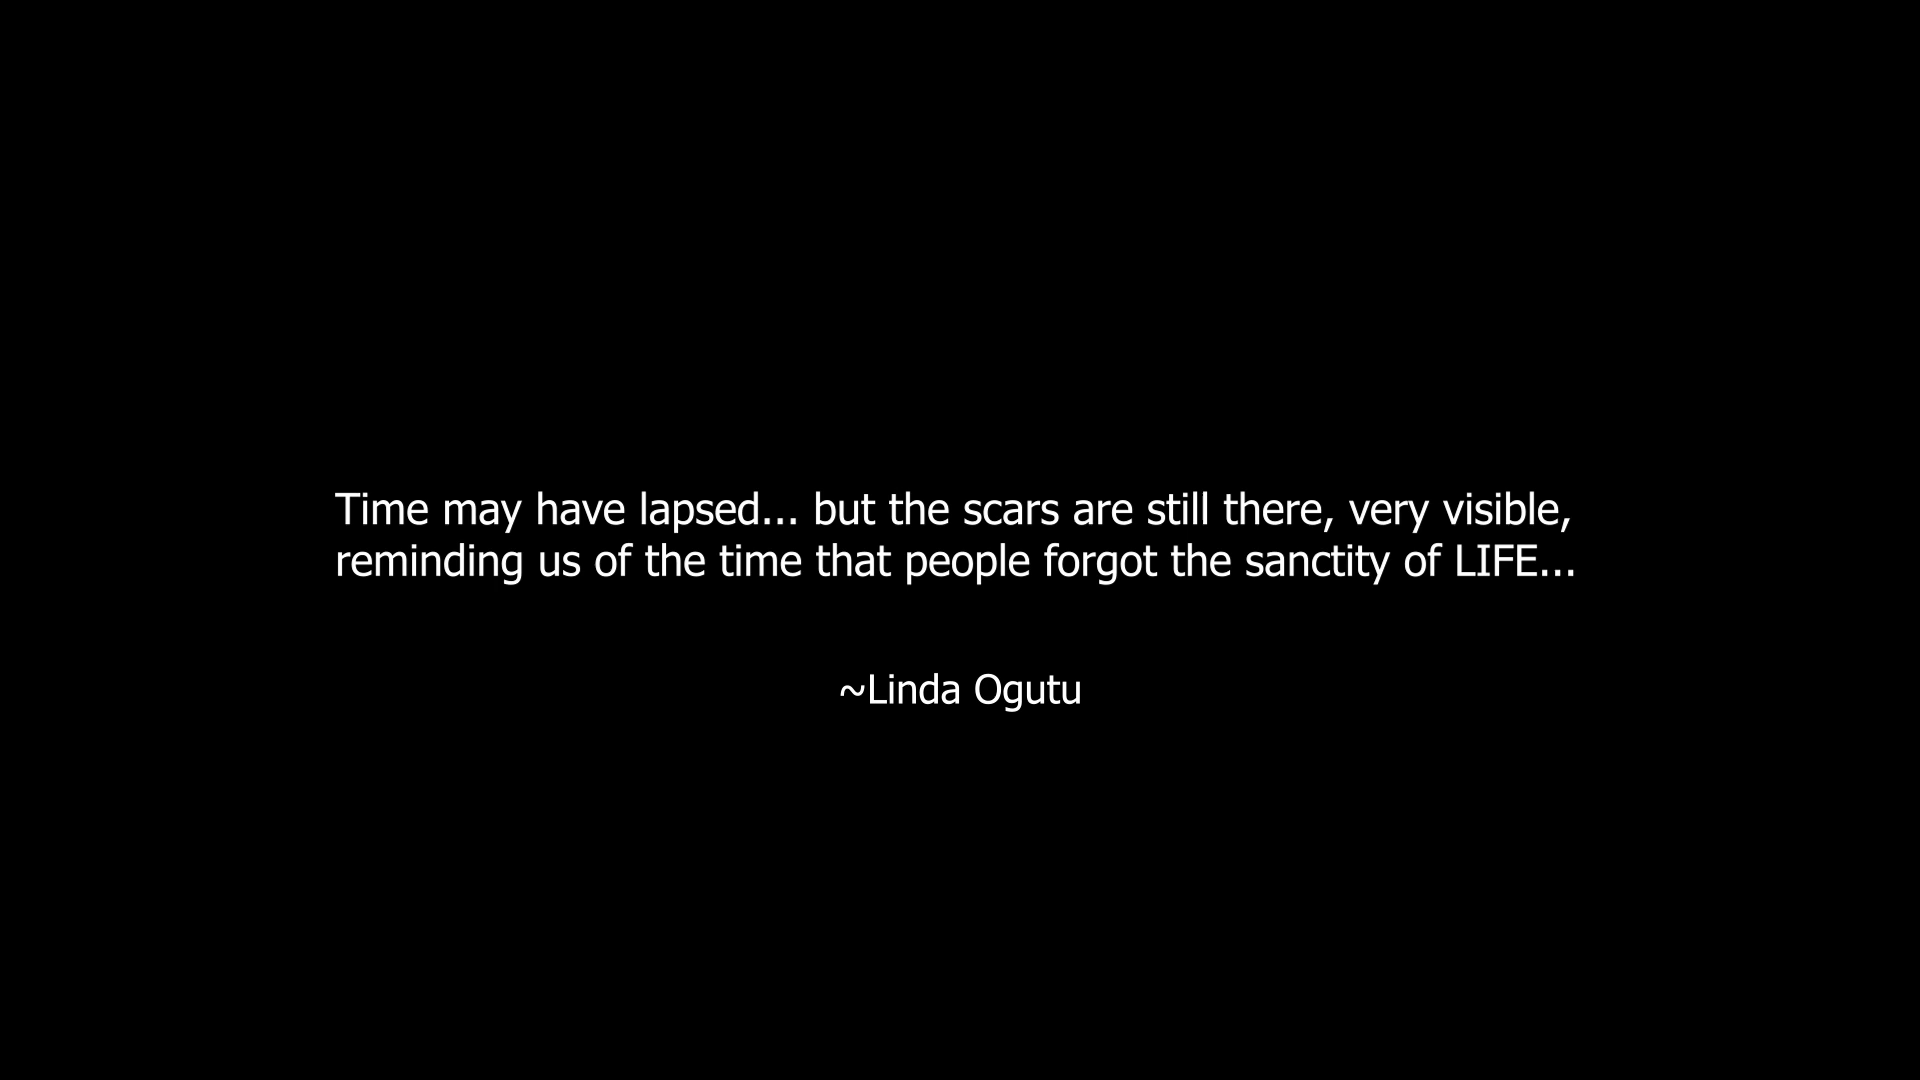 Time may have lapsed... but the scars are still there, very visible,
reminding us of the time that people forgot the sanctity of LIFE...
~Linda Ogutu